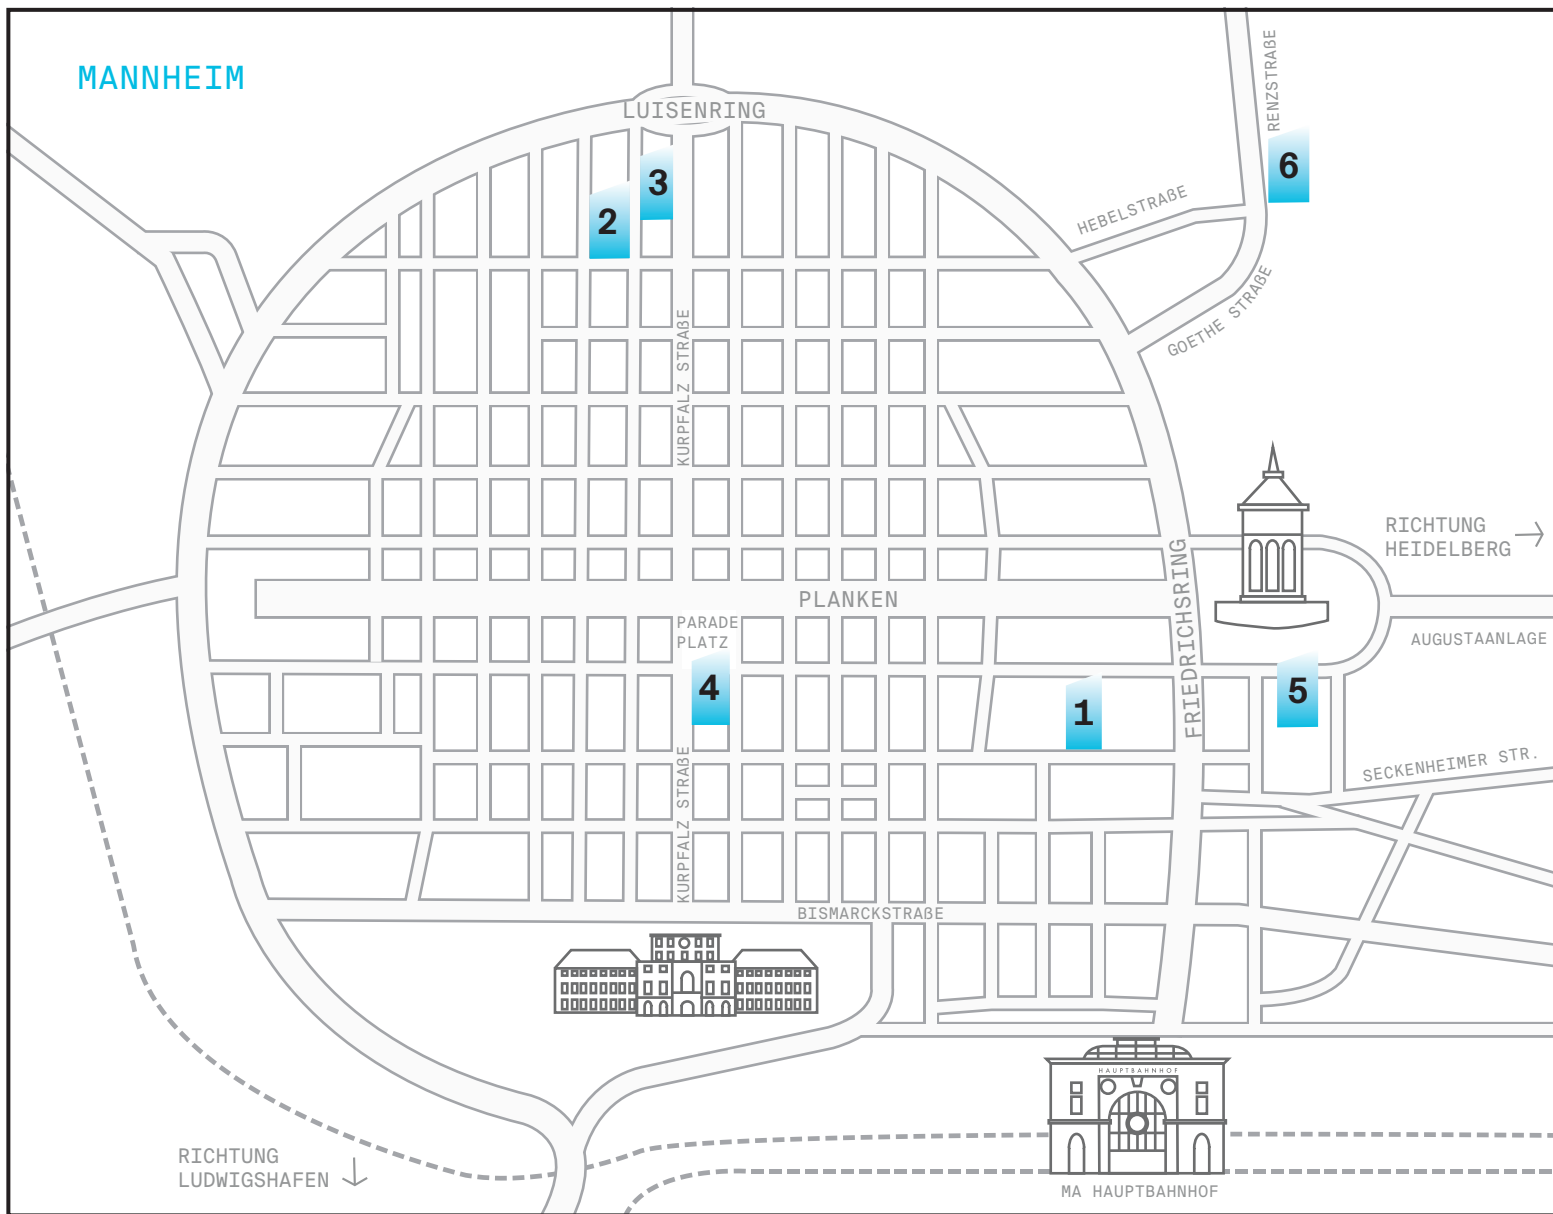 MANNHEIM
LUISENRING
RENZSTRAßE
6
3
2
HEBELSTRAßE
GOETHE STRAßE
KURPFALZ STRAßE
RICHTUNG
HEIDELBERG
FRIEDRICHSRING
PLANKEN
PARADE
PLATZ
AUGUSTAANLAGE
4
5
1
KURPFALZ STRAßE
SECKENHEIMER STR.
BISMARCKSTRAßE
HAUPTBAHNHOF
RICHTUNG
LUDWIGSHAFEN
MA HAUPTBAHNHOF